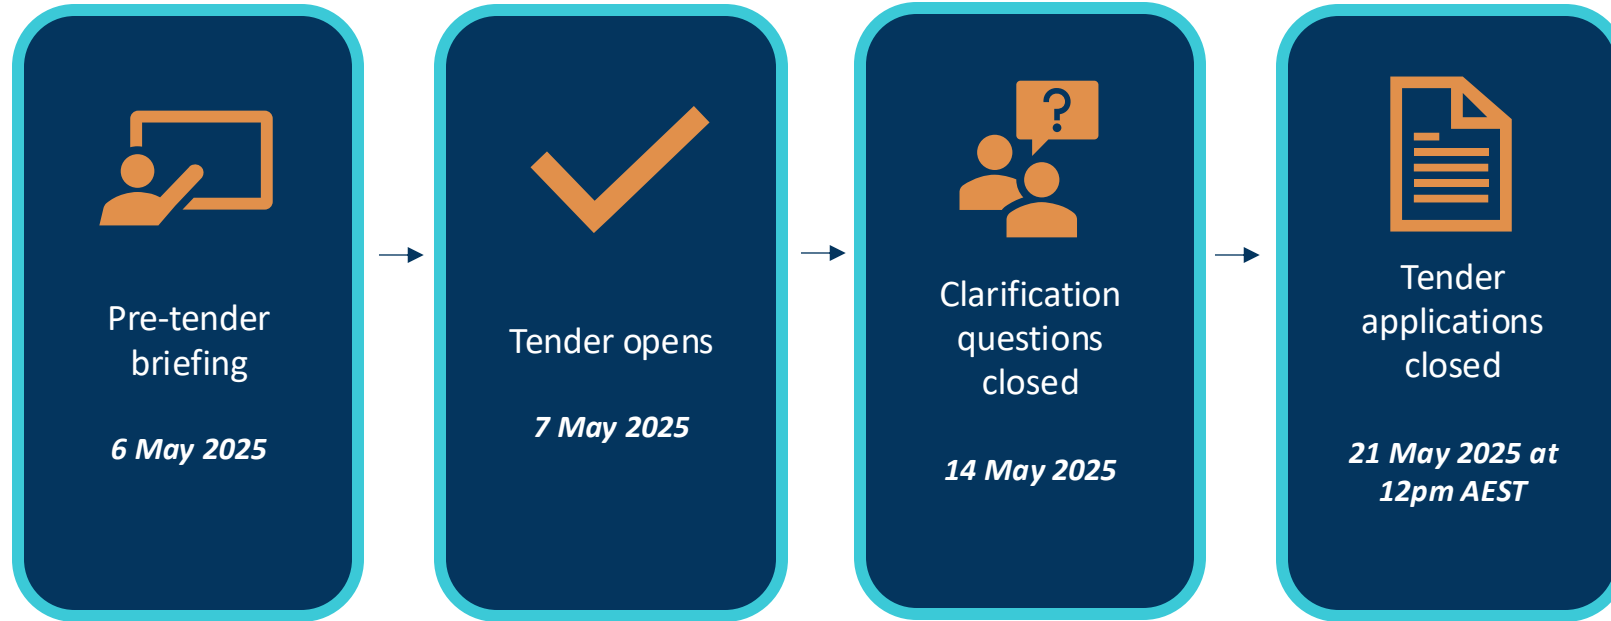 Pre-tender
briefing
6 May 2025
Tender opens
7 May 2025
?
Clarification
questions
closed
14 May 2025
Tender
applications
closed
21 May 2025 at
12pm AEST